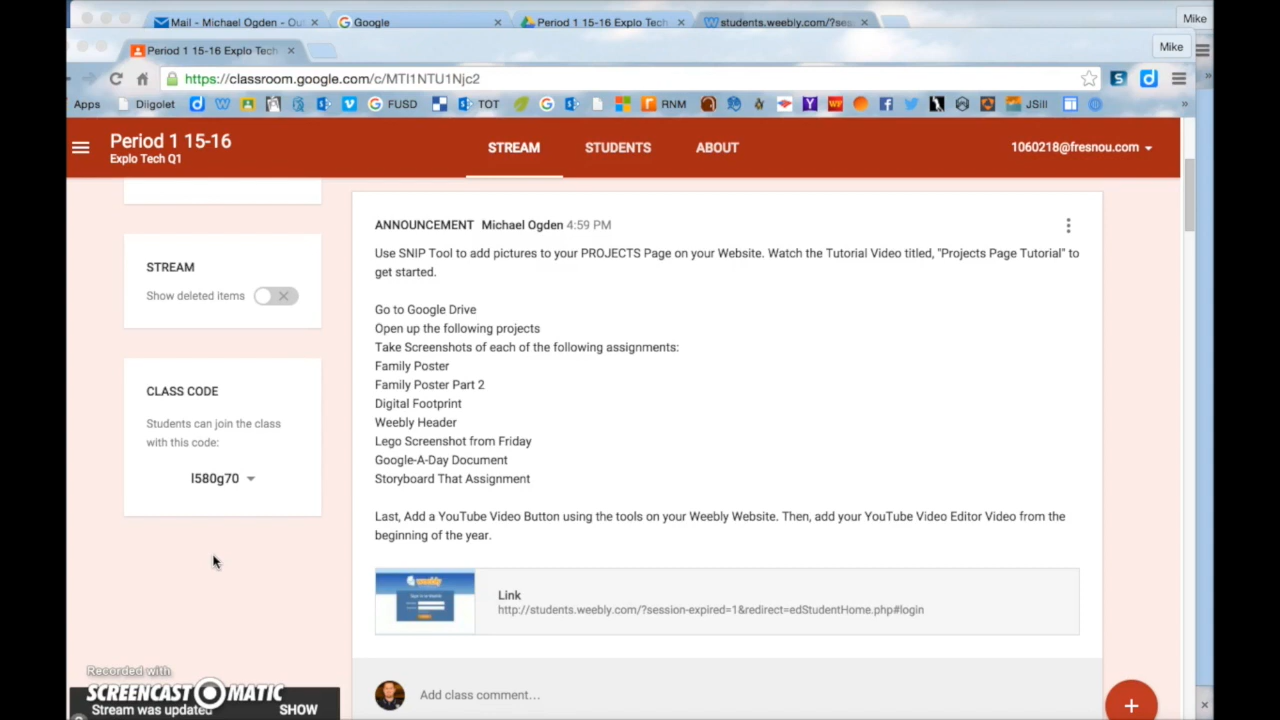 Mail - Michael Ogden - Ou
Google
Period 1 15-16 Explo Tech
students.weebly.com/?ses
Mike
Period 1 15-16 Explo Tech
Mike
https://classroom.google.com/c/MTI1NTU1Njc2
Apps
Diigolet
FUSD
TOT
RNM
JSill
»
Period 1 15-16
Explo Tech Q1
STREAM
STUDENTS
ABOUT
1060218@fresnou.com
STREAM
Show deleted items
CLASS CODE
Students can join the class
with this code:
l580g70
ANNOUNCEMENT Michael Ogden 4:59 PM
Use SNIP Tool to add pictures to your PROJECTS Page on your Website. Watch the Tutorial Video titled, "Projects Page Tutorial" to
get started.
Go to Google Drive
Open up the following projects
Take Screenshots of each of the following assignments:
Family Poster
Family Poster Part 2
Digital Footprint
Weebly Header
Lego Screenshot from Friday
Google-A-Day Document
Storyboard That Assignment
Last, Add a YouTube Video Button using the tools on your Weebly Website. Then, add your YouTube Video Editor Video from the
beginning of the year.
weebly
Link
http://students.weebly.com/?session-expired=1&redirect=edStudentHome.php#login
Add class comment...
Recorded with
SCREENCAST MATIC
Stream was updated
SHOW